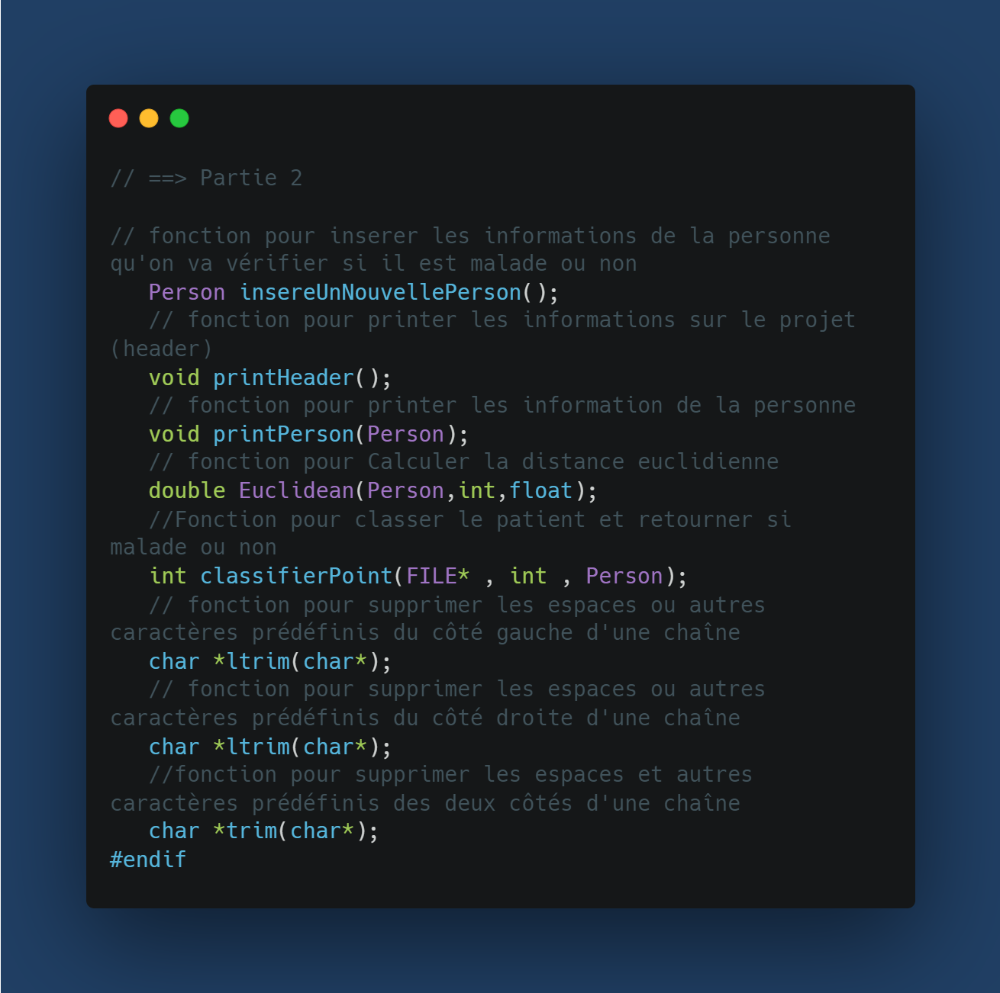 // ==> Partie 2
// fonction pour inserer les informations de la personne
qu'on va vérifier si il est malade ou non
Person insereUnNouvellePerson();
// fonction pour printer les informations sur le projet
(header)
void printHeader();
// fonction pour printer les information de la personne
void printPerson(Person);
// fonction pour Calculer la distance euclidienne
double Euclidean(Person,int,float);
//Fonction pour classer le patient et retourner si
malade ou non
int classifierPoint(FILE* , int , Person);
// fonction pour supprimer les espaces ou autres
caractères prédéfinis du côté gauche d'une chaîne
char *ltrim(char*);
// fonction pour supprimer les espaces ou autres
caractères prédéfinis du côté droite d'une chaîne
char *ltrim(char*);
//fonction pour supprimer les espaces et autres
caractères prédéfinis des deux côtés d'une chaîne
char *trim(char*);
#endif